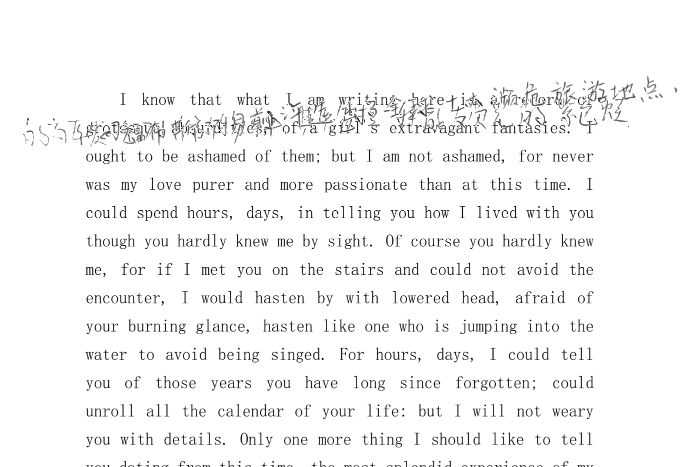 I know that what I am writing here is a record of
of a girl's extravagant fantasies. I
旅游地点，
ought to be ashamed of them; but I am not ashamed, for never
was my love purer and more passionate than at this time. I
could spend hours, days, in telling you how I lived with you
though you hardly knew me by sight. Of course you hardly knew
me, for if I met you on the stairs and could not avoid the
encounter, I would hasten by with lowered head, afraid of
your burning glance, hasten like one who is jumping into the
water to avoid being singed. For hours, days, I could tell
you of those years you have long since forgotten; could
unroll all the calendar of your life: but I will not weary
you with details. Only one more thing I should like to tell
you dating from this time, the most splendid experience of my